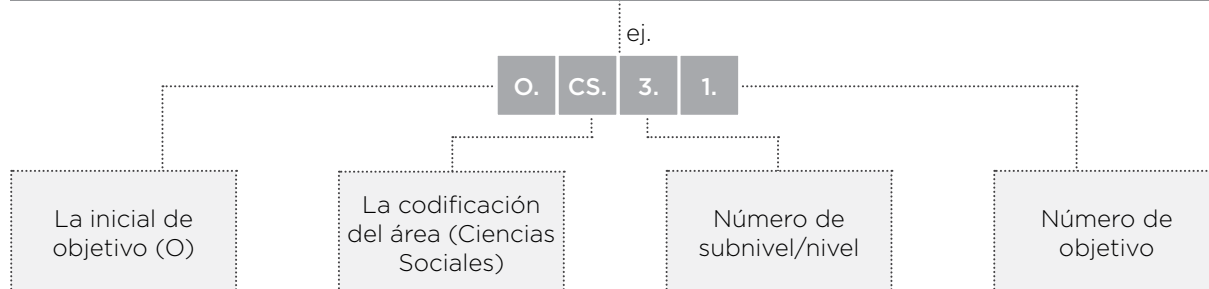 ej.
O. CS. 3. 1.
La inicial de
objetivo (O)
La codificación
del área (Ciencias
Sociales)
Número de
subnivel/nivel
Número de
objetivo